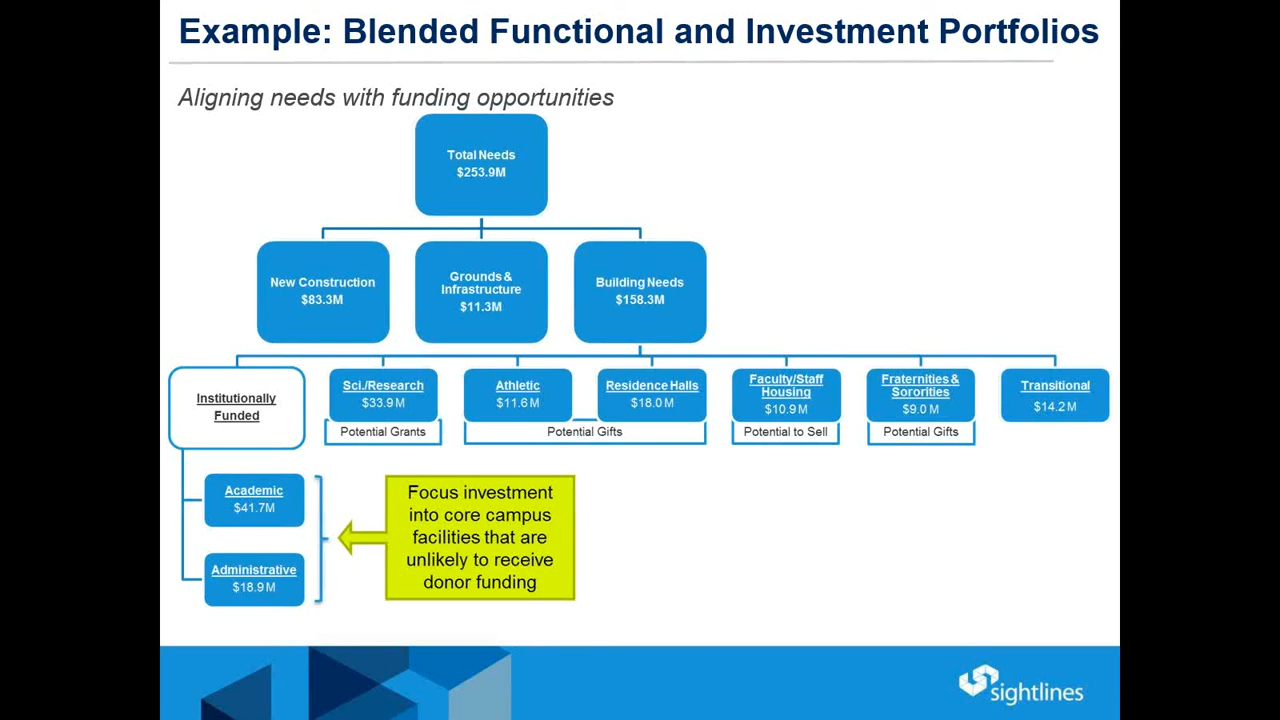 Example: Blended Functional and Investment Portfolios
Aligning needs with funding opportunities
Total Needs
$253.9M
New Construction
$83.3M
Grounds &
Infrastructure
$11.3M
Building Needs
$158.3M
Institutionally
Funded
Sci./Research
$33.9M
Potential Grants
Athletic
$11.6M
Residence Halls
$18.0M
Potential Gifts
Faculty/Staff
Housing
$10.9M
Potential to Sell
Fraternities &
Sororities
$9.0M
Potential Gifts
Transitional
$14.2M
Academic
$41.7M
Administrative
$18.9M
Focus investment
into core campus
facilities that are
unlikely to receive
donor funding
sightlines